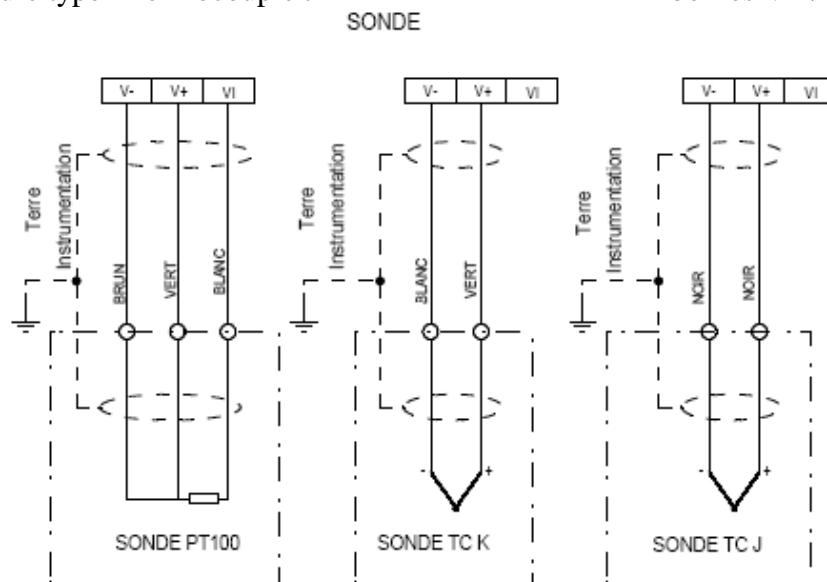 SONDE
V- V+ VI V- V+ VI V- V+ VI
Terre
Instrumentation
BRUN
VERT
BLANC
Terre
Instrumentation
BLANC
VERT
Terre
Instrumentation
NOIR
NOIR
- + - +
SONDE PT100 SONDE TC K SONDE TC J